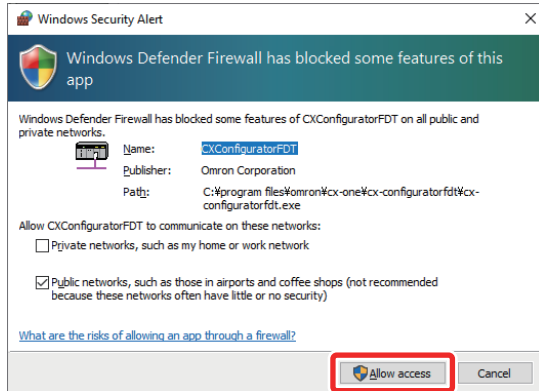 Windows Security Alert
Windows Defender Firewall has blocked some features of this
app
Windows Defender Firewall has blocked some features of CXConfiguratorFDT on all public and
private networks.
Name: CXConfiguratorFDT
Publisher: Omron Corporation
Path: C:¥program files¥omron¥cx-one¥cx-configuratorfdt¥cx-
configuratorfdt.exe
Allow CXConfiguratorFDT to communicate on these networks:
Private networks, such as my home or work network
Public networks, such as those in airports and coffee shops (not recommended
because these networks often have little or no security)
What are the risks of allowing an app through a firewall?
Allow access Cancel